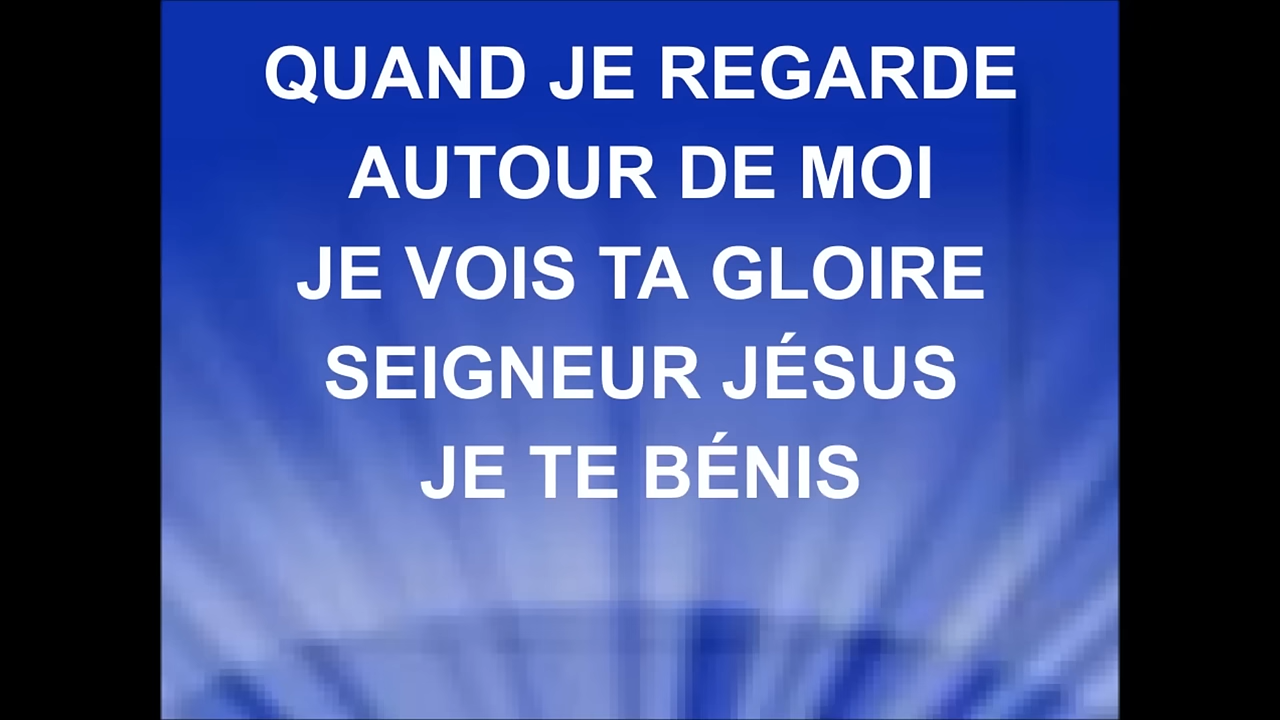 QUAND JE REGARDE
AUTOUR DE MOI
JE VOIS TA GLOIRE
SEIGNEUR JÉSUS
JE TE BÉNIS